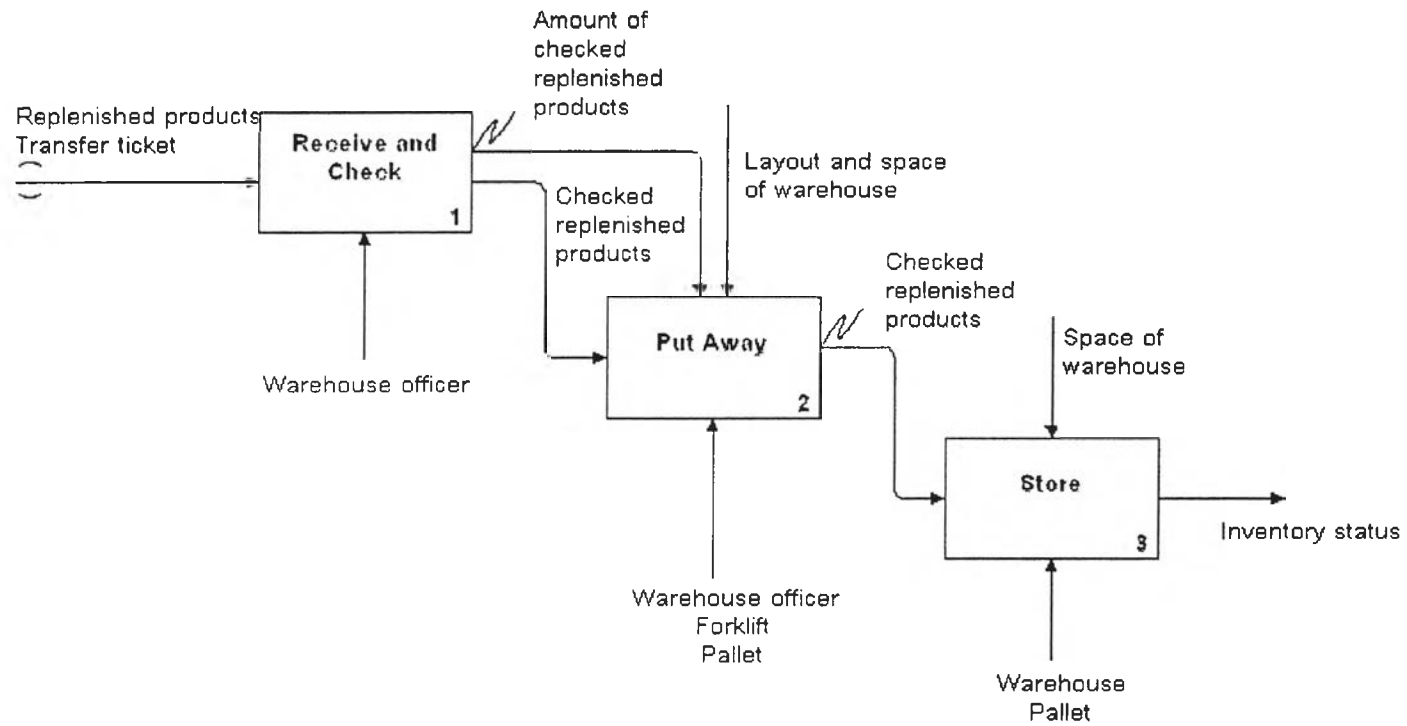 Amount of
checked
replenished
products
Replenished products
Transfer ticket
Receive and
Check
1
Layout and space
of warehouse
Checked
replenished
products
Checked
replenished
products
Put Away
2
Space of
warehouse
Warehouse officer
Store
3
Inventory status
Warehouse officer
Forklift
Pallet
Warehouse
Pallet